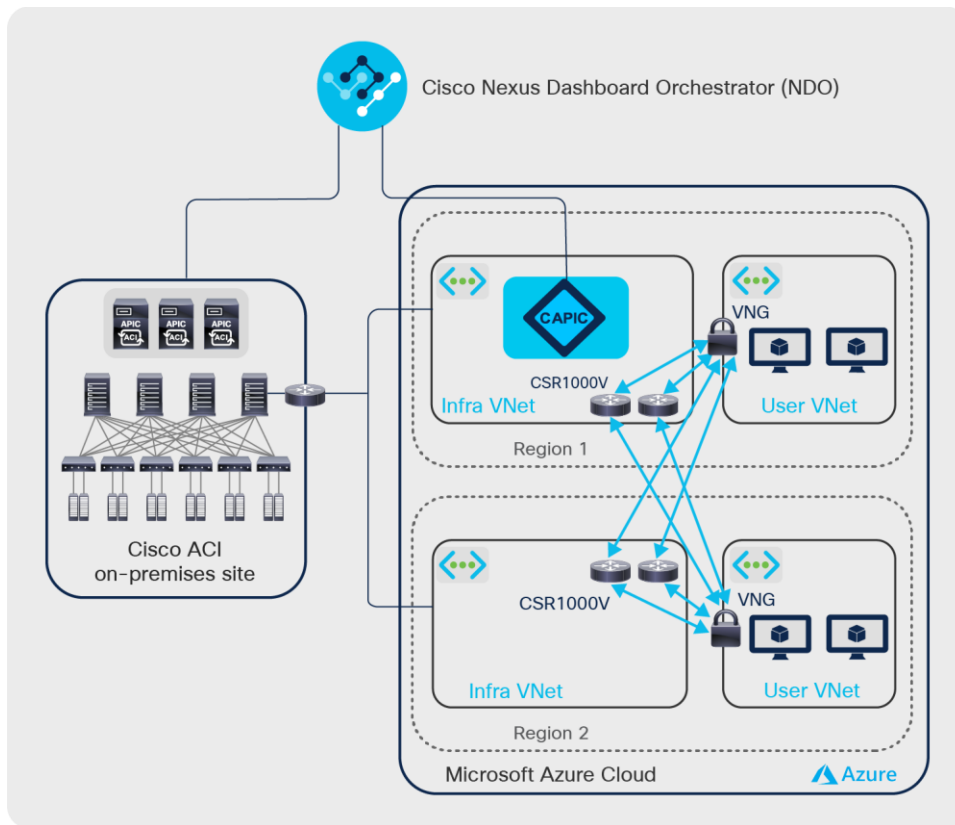 Cisco Nexus Dashboard Orchestrator (NDO)
APIC
ACI
APIC
ACI
APIC
ACI
Cisco ACI
on-premises site
CAPIC
CSR1000V
Infra VNet
VNG
User VNet
Region 1
CSR1000V
Infra VNet
VNG
User VNet
Region 2
Microsoft Azure Cloud
Azure